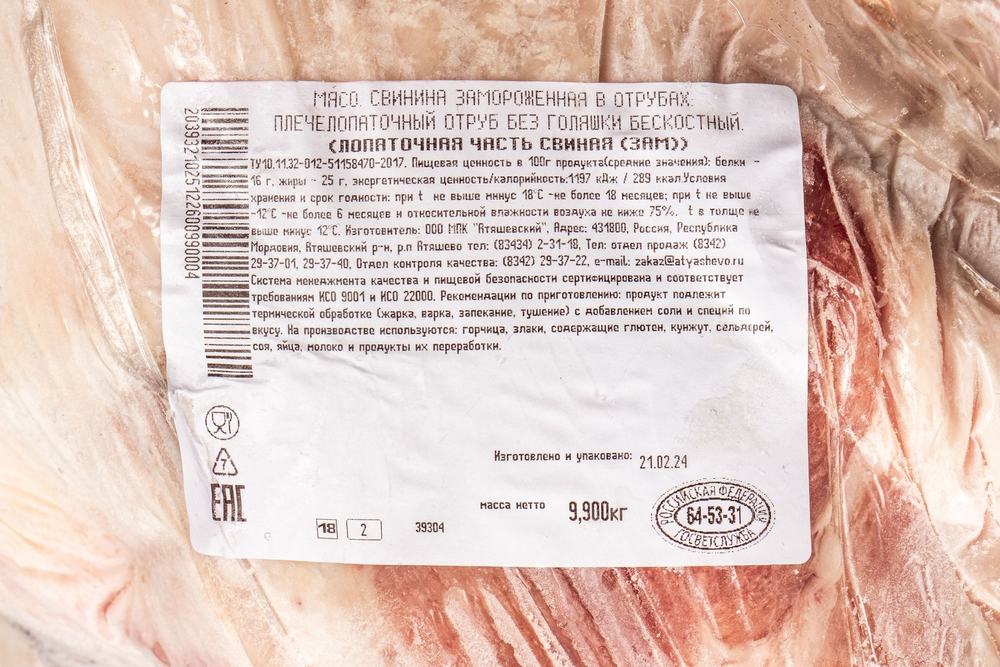 МЯСО. СВИНИНА ЗАМОРОЖЕННАЯ В ОТРУБАХ:
ПЛЕЧЕЛОПАТОЧНЫЙ ОТРУБ БЕЗ ГОЛЯШКИ БЕСКОСТНЫЙ.
(ЛОПАТОЧНАЯ ЧАСТЬ СВИНАЯ (ЗАМ))
ТУ10.11.32-012-51158470-2017. Пищевая ценность в 100г продукта(средние значения): белки -
16 г, жиры - 25 г, энергетическая ценность/калорийность:1197 кДж / 289 ккал.Условия
хранения и срок годности: при t не выше минус 18°С -не более 18 месяцев; при t не выше
-12°С -не более 6 месяцев и относительной влажности воздуха не ниже 75%. t в толще не
выше минус 12°С. Изготовитель: ООО МПК "Атяшевский", Адрес: 431800, Россия, Республика
Мордовия, Атяшевский р-н, р.п Атяшево тел: (83434) 2-31-18, Тел: отдел продаж (8342)
29-37-01, 29-37-40, Отдел контроля качества: (8342) 29-37-22, e-mail: zakaz@atyashevo.ru
Система менеджмента качества и пищевой безопасности сертифицирована и соответствует
требованиям ИСО 9001 и ИСО 22000. Рекомендации по приготовлению: продукт подлежит
термической обработке (жарка, варка, запекание, тушение) с добавлением соли и специй по
вкусу. На производстве используются: горчица, злаки, содержащие глютен, кунжут, сельдерей,
соя, яйца, молоко и продукты их переработки.
2039321025122600990004
Изготовлено и упаковано: 21.02.24
7
EAC
масса нетто 9,900кг
18 2 39304
РОССИЙСКАЯ ФЕДЕРАЦИЯ
64-53-31
ГОСВЕТСЛУЖБА